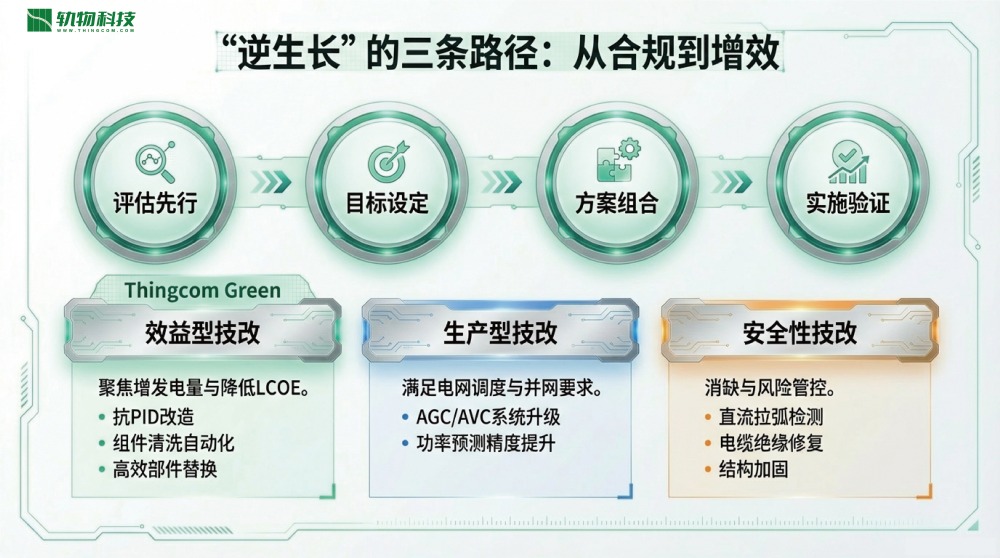 轨物科技
WWW.THINGCOM.COM
“逆生长”的三条路径：从合规到增效
评估先行
目标设定
方案组合
实施验证
Thingcom Green
效益型技改
聚焦增发电量与降低LCOE。
• 抗PID改造
• 组件清洗自动化
• 高效部件替换
生产型技改
满足电网调度与并网要求。
• AGC/AVC系统升级
• 功率预测精度提升
安全性技改
消缺与风险管控。
• 直流拉弧检测
• 电缆绝缘修复
• 结构加固